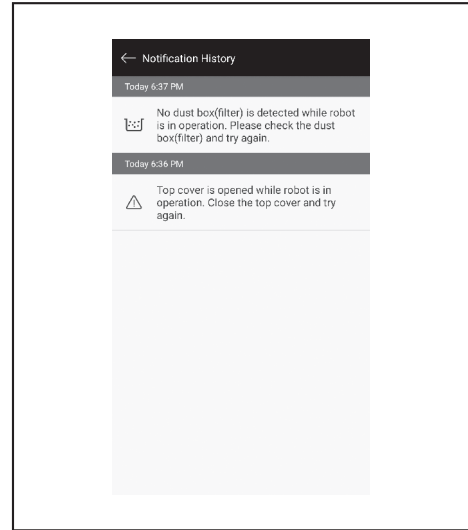 Notification History
Today 6:37 PM
No dust box(filter) is detected while robot
is in operation. Please check the dust
box(filter) and try again.
Today 6:36 PM
Top cover is opened while robot is in
operation. Close the top cover and try
again.